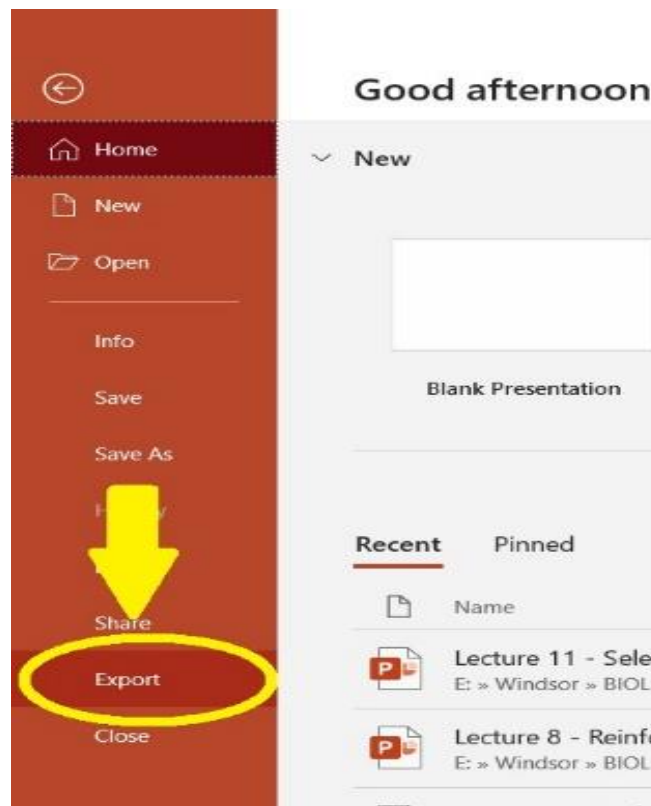 Good afternoon
Home
New
Open
Info
Save
Save As
Share
Export
Close
New
Blank Presentation
Recent Pinned
Name
Lecture 11 - Sele
E: » Windsor » BIOL
Lecture 8 - Reinf
E: » Windsor » BIOL